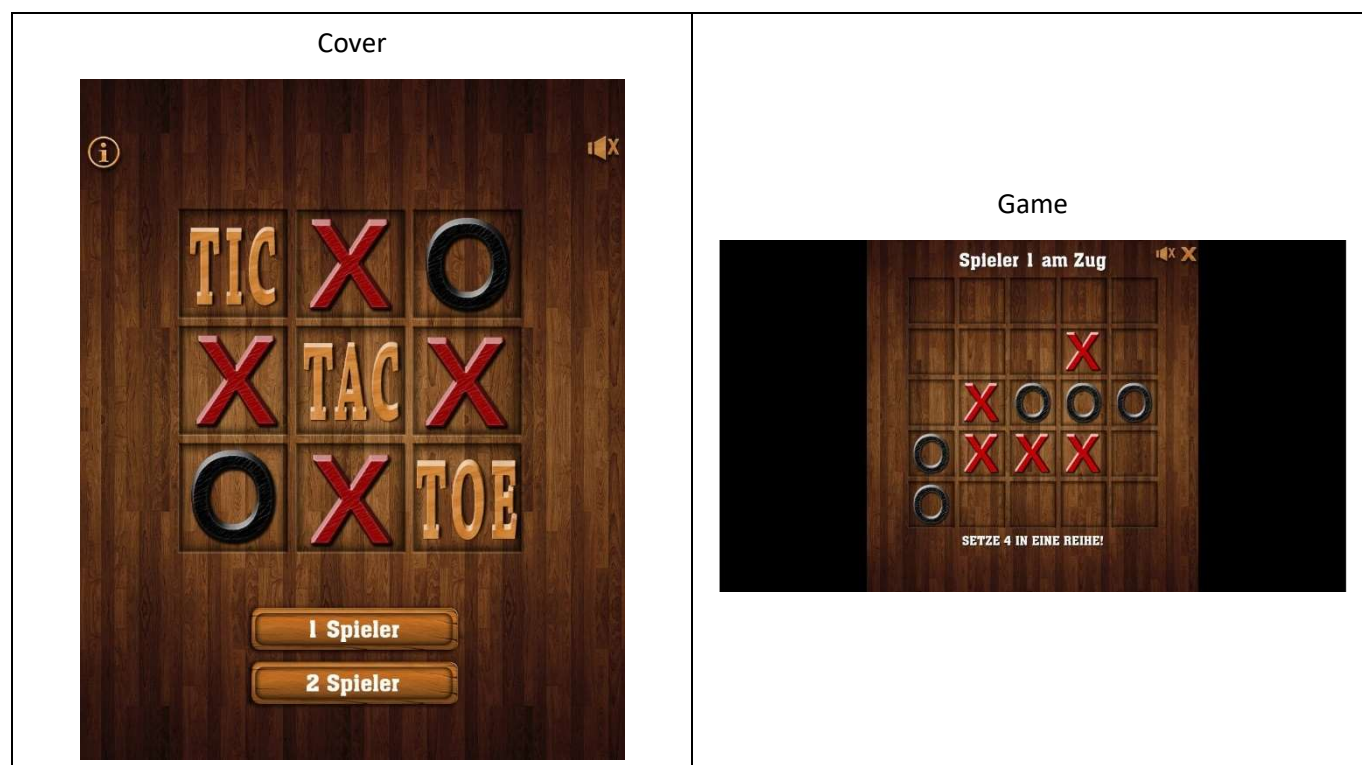 Cover
TIC X O
X TAC X
O X TOE
1 Spieler
2 Spieler
Game
Spieler 1 am Zug
X
X O O O
O X X X
O
SETZE 4 IN EINE REIHE!